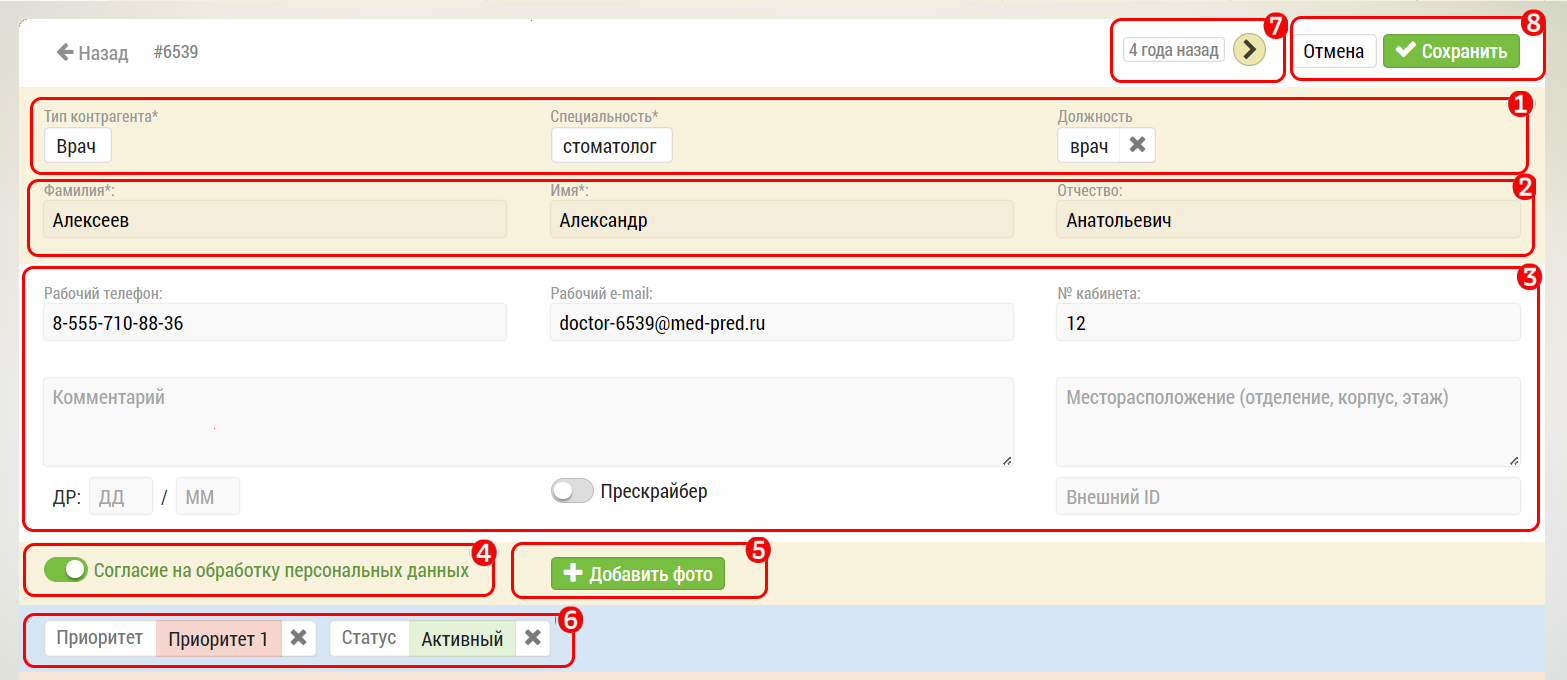 Назад #6539 4 года назад 7 Отмена Сохранить 8
1
Тип контрагента* Специальность* Должность
Врач стоматолог врач
2
Фамилия*: Имя*: Отчество:
Алексеев Александр Анатольевич
3
Рабочий телефон: Рабочий e-mail: № кабинета:
8-555-710-88-36 doctor-6539@med-pred.ru 12
Комментарий Месторасположение (отделение, корпус, этаж)
ДР: ДД / ММ Прескрайбер Внешний ID
4 5
Согласие на обработку персональных данных Добавить фото
6
Приоритет Приоритет 1 Статус Активный